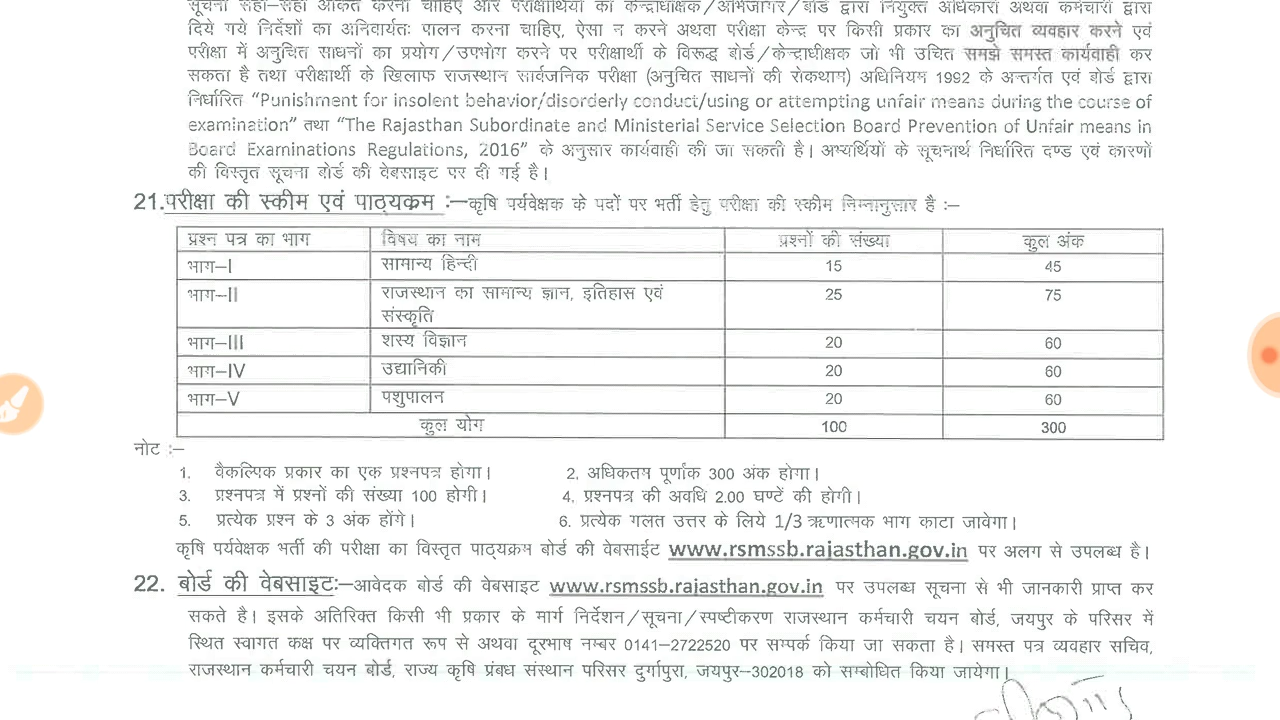 सूचना सही–सही अंकित करना चाहिए और परीक्षार्थियों को केन्द्राधीक्षक/अभिजागर/बोर्ड द्वारा नियुक्त अधिकारी अथवा कर्मचारी द्वारा
दिये गये निर्देशों का अनिवार्यतः पालन करना चाहिए, ऐसा न करने अथवा परीक्षा केन्द्र पर किसी प्रकार का अनुचित व्यवहार करने एवं
परीक्षा में अनुचित साधनों का प्रयोग/उपभोग करने पर परीक्षार्थी के विरूद्ध बोर्ड/केन्द्राधीक्षक जो भी उचित समझे समस्त कार्यवाही कर
सकता है तथा परीक्षार्थी के खिलाफ राजस्थान सार्वजनिक परीक्षा (अनुचित साधनों की रोकथाम) अधिनियम 1992 के अन्तर्गत एवं बोर्ड द्वारा
निर्धारित “Punishment for insolent behavior/disorderly conduct/using or attempting unfair means during the course of
examination” तथा “The Rajasthan Subordinate and Ministerial Service Selection Board Prevention of Unfair means in
Board Examinations Regulations, 2016” के अनुसार कार्यवाही की जा सकती है। अभ्यर्थियों के सूचनार्थ निर्धारित दण्ड एवं कारणों
की विस्तृत सूचना बोर्ड की वेबसाइट पर दी गई है।
21.परीक्षा की स्कीम एवं पाठ्यक्रम :–कृषि पर्यवेक्षक के पदों पर भर्ती हेतु परीक्षा की स्कीम निम्नानुसार है :–
प्रश्न पत्र का भाग विषय का नाम प्रश्नों की संख्या कुल अंक
भाग–I सामान्य हिन्दी 15 45
भाग–II राजस्थान का सामान्य ज्ञान, इतिहास एवं 25 75
संस्कृति
भाग–III शस्य विज्ञान 20 60
भाग–IV उद्यानिकी 20 60
भाग–V पशुपालन 20 60
कुल योग 100 300
नोट :–
1. वैकल्पिक प्रकार का एक प्रश्नपत्र होगा। 2. अधिकतम पूर्णांक 300 अंक होगा।
3. प्रश्नपत्र में प्रश्नों की संख्या 100 होगी। 4. प्रश्नपत्र की अवधि 2.00 घण्टें की होगी।
5. प्रत्येक प्रश्न के 3 अंक होंगे। 6. प्रत्येक गलत उत्तर के लिये 1/3 ऋणात्मक भाग काटा जावेगा।
कृषि पर्यवेक्षक भर्ती की परीक्षा का विस्तृत पाठ्यक्रम बोर्ड की वेबसाईट www.rsmssb.rajasthan.gov.in पर अलग से उपलब्ध है।
22. बोर्ड की वेबसाइट:–आवेदक बोर्ड की वेबसाइट www.rsmssb.rajasthan.gov.in पर उपलब्ध सूचना से भी जानकारी प्राप्त कर
सकते है। इसके अतिरिक्त किसी भी प्रकार के मार्ग निर्देशन/सूचना/स्पष्टीकरण राजस्थान कर्मचारी चयन बोर्ड, जयपुर के परिसर में
स्थित स्वागत कक्ष पर व्यक्तिगत रूप से अथवा दूरभाष नम्बर 0141–2722520 पर सम्पर्क किया जा सकता है। समस्त पत्र व्यवहार सचिव,
राजस्थान कर्मचारी चयन बोर्ड, राज्य कृषि प्रंबध संस्थान परिसर दुर्गापुरा, जयपुर–302018 को सम्बोधित किया जायेगा।